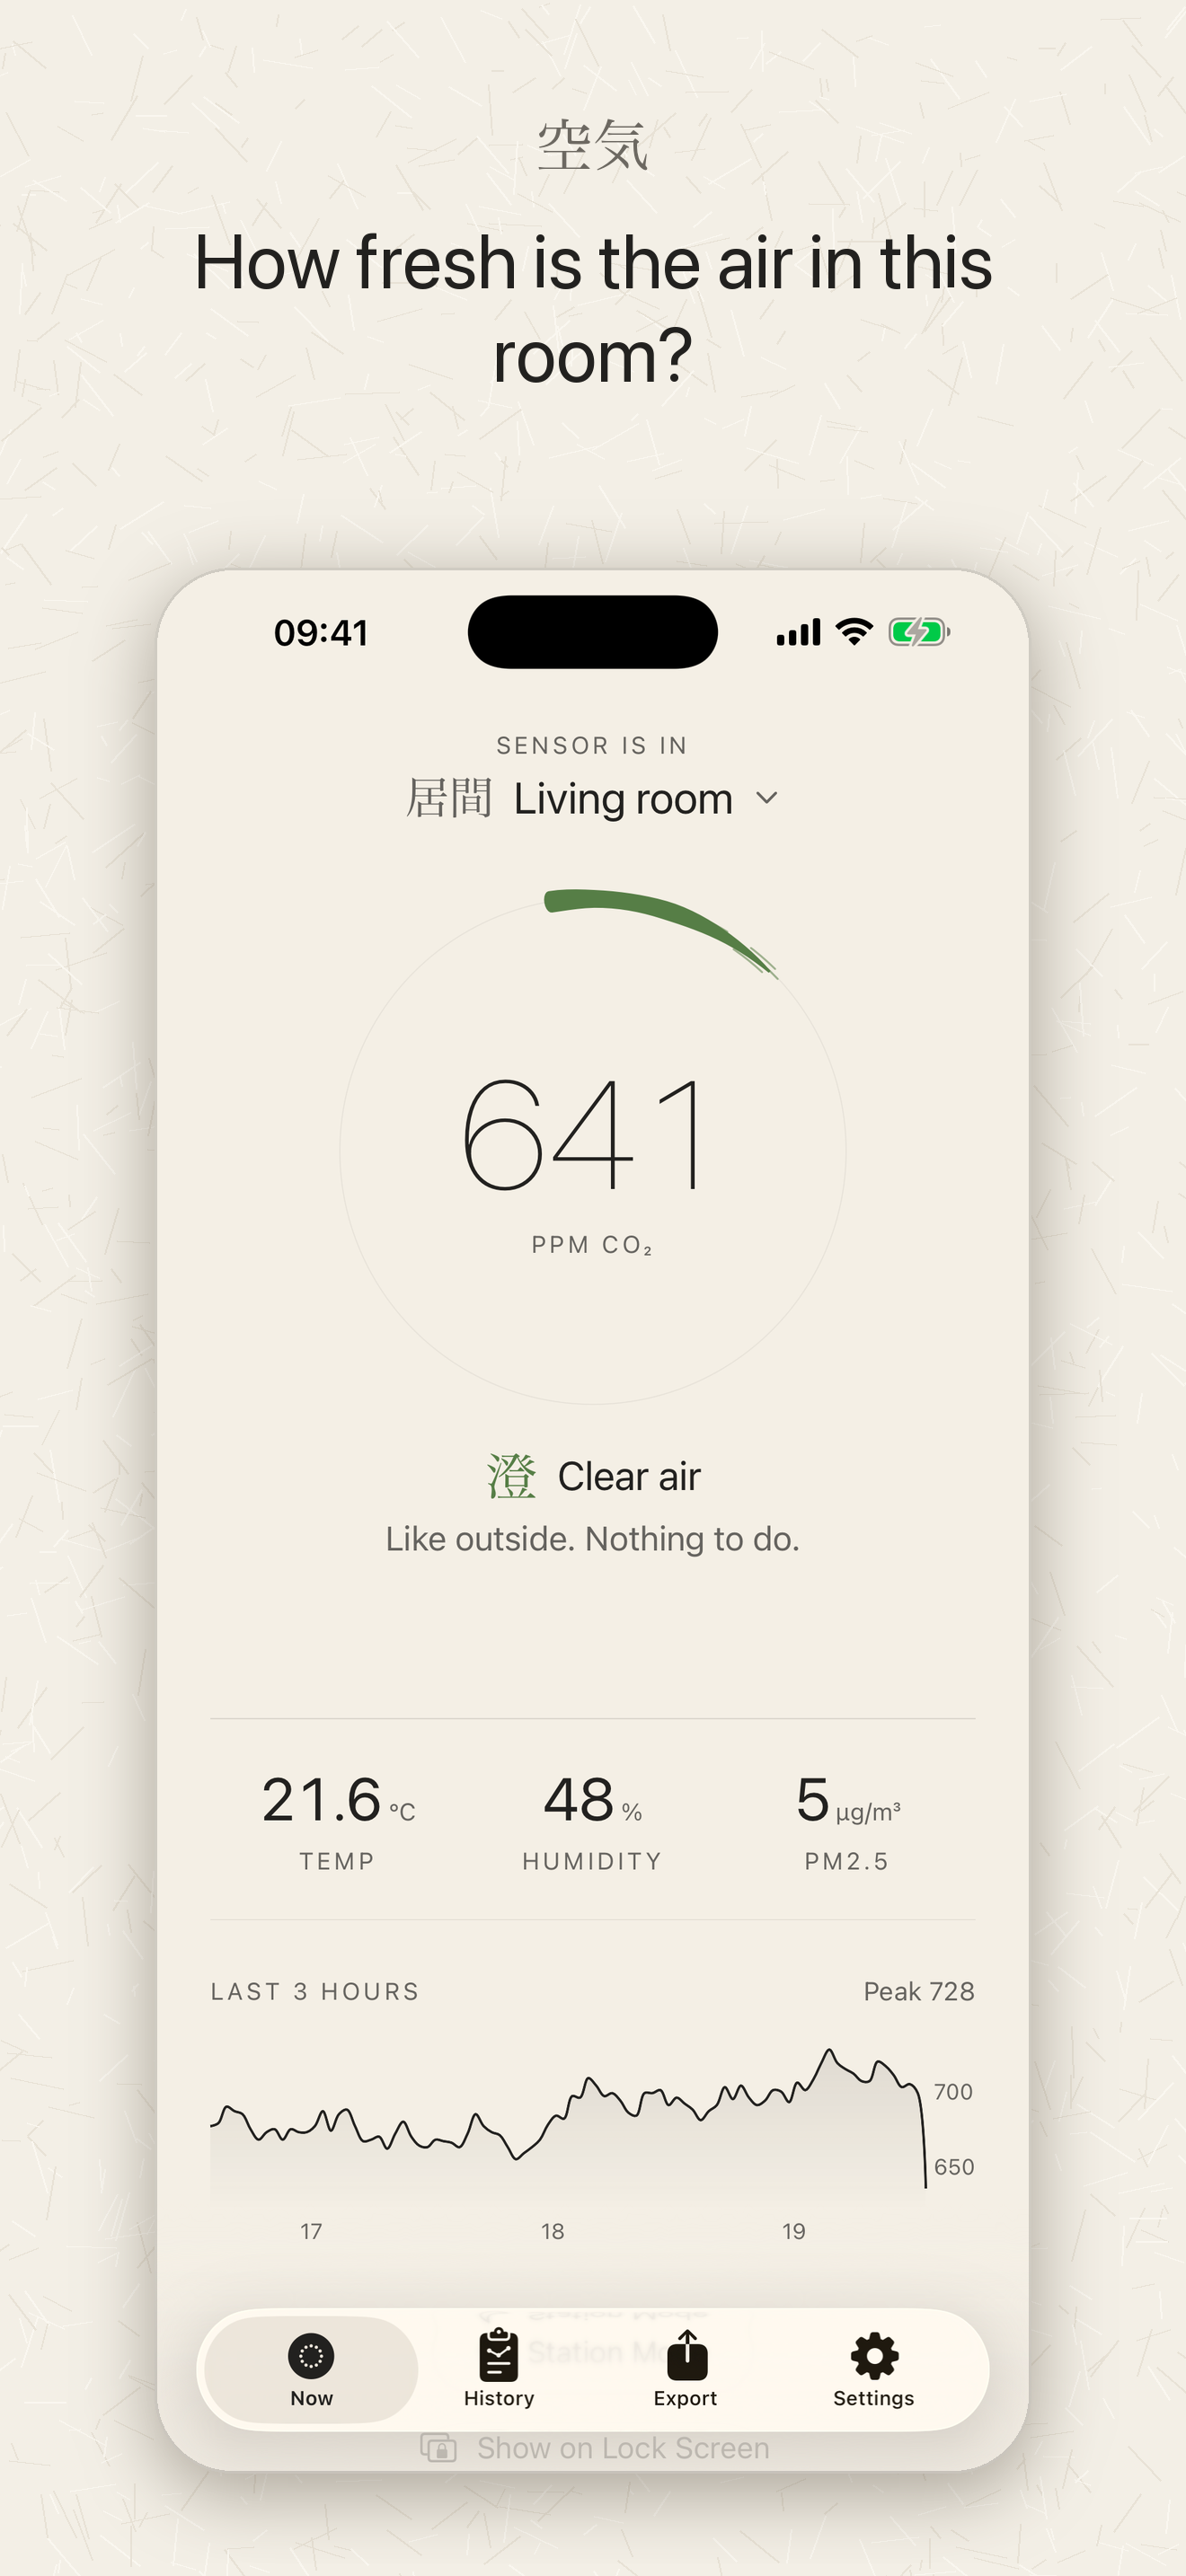 空気
How fresh is the air in this
room?
09:41
SENSOR IS IN
居間 Living room
641
PPM CO₂
澄 Clear air
Like outside. Nothing to do.
21.6 °C 48 % 5 µg/m³
TEMP HUMIDITY PM2.5
LAST 3 HOURS Peak 728
700
650
17 18 19
Station Mo
Now History Export Settings
Show on Lock Screen